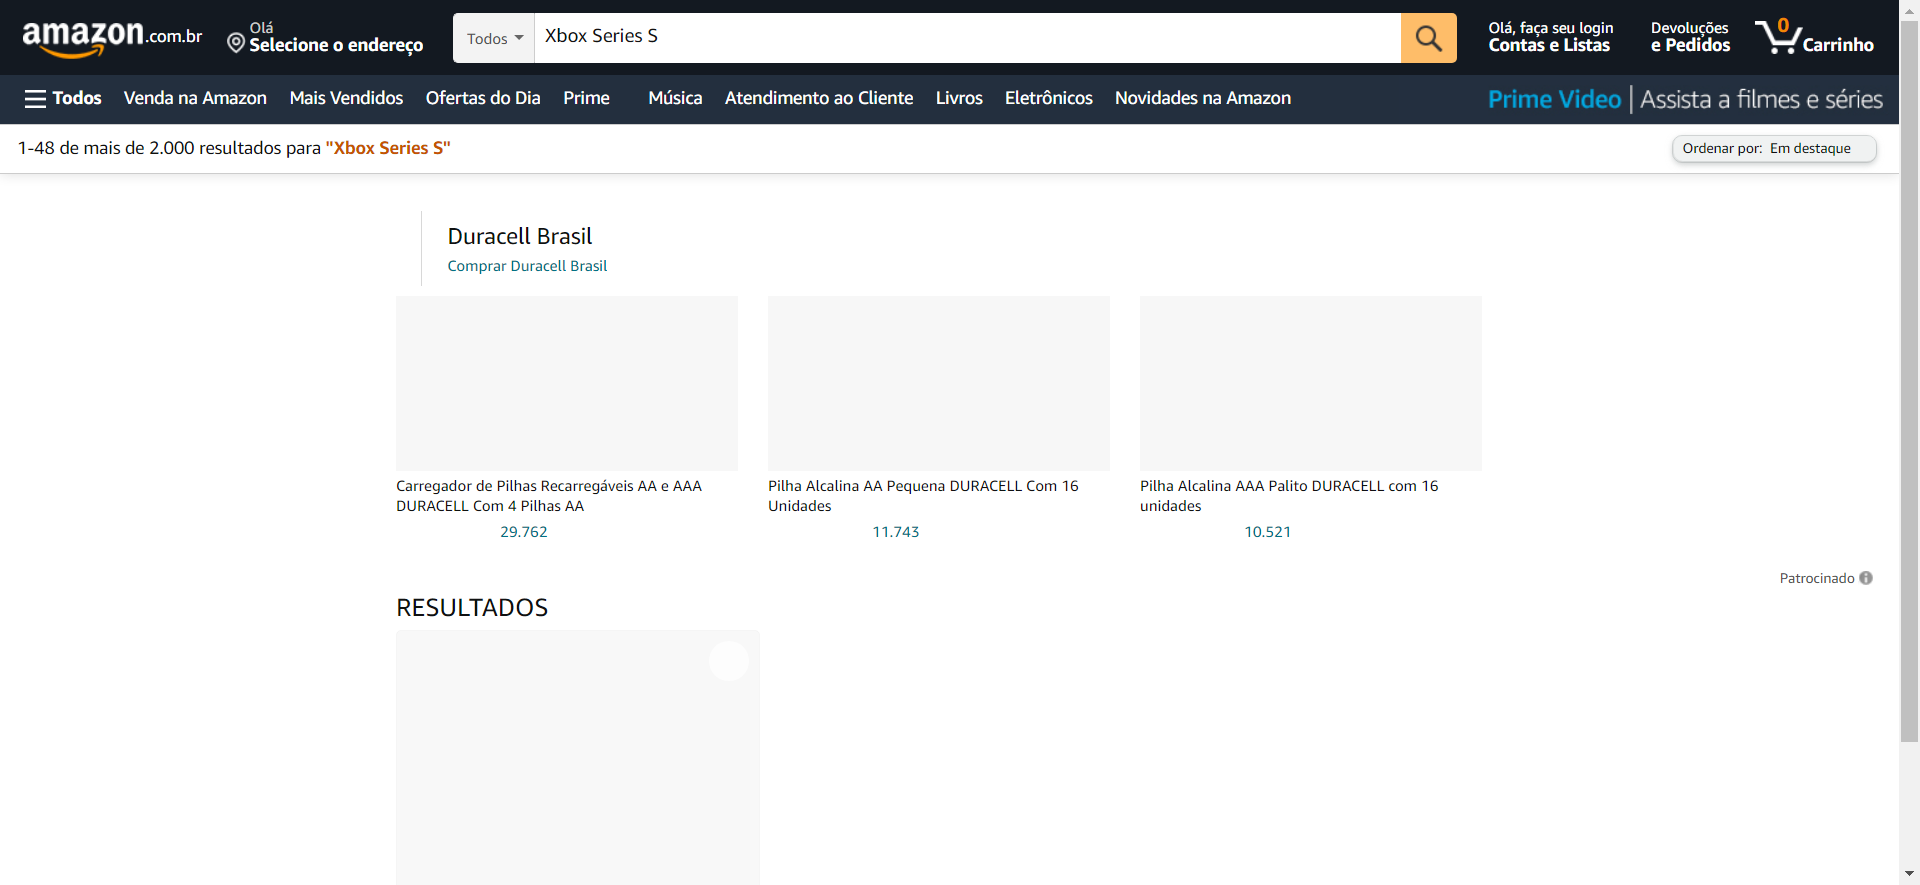 amazon.com.br
Olá
Selecione o endereço
Todos
Xbox Series S
Olá, faça seu login
Contas e Listas
Devoluções
e Pedidos
0
Carrinho
Todos
Venda na Amazon
Mais Vendidos
Ofertas do Dia
Prime
Música
Atendimento ao Cliente
Livros
Eletrônicos
Novidades na Amazon
Prime Video | Assista a filmes e séries
1-48 de mais de 2.000 resultados para "Xbox Series S"
Ordenar por: Em destaque
Duracell Brasil
Comprar Duracell Brasil
Carregador de Pilhas Recarregáveis AA e AAA
DURACELL Com 4 Pilhas AA
29.762
Pilha Alcalina AA Pequena DURACELL Com 16
Unidades
11.743
Pilha Alcalina AAA Palito DURACELL com 16
unidades
10.521
Patrocinado
RESULTADOS